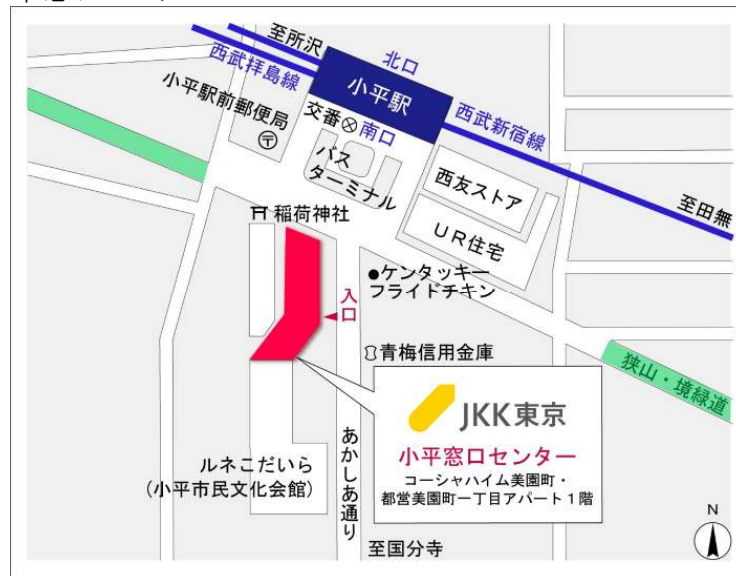 至所沢
北口
西武拝島線
小平駅
小平駅前郵便局
交番
南口
西武新宿線
バス
ターミナル
西友ストア
至田無
UR住宅
稲荷神社
●ケンタッキー
フライドチキン
入口
青梅信用金庫
狭山・境緑道
JKK東京
小平窓口センター
コーシャハイム美園町・
都営美園町一丁目アパート1階
ルネこだいら
(小平市民文化会館)
あかしあ通り
至国分寺
N